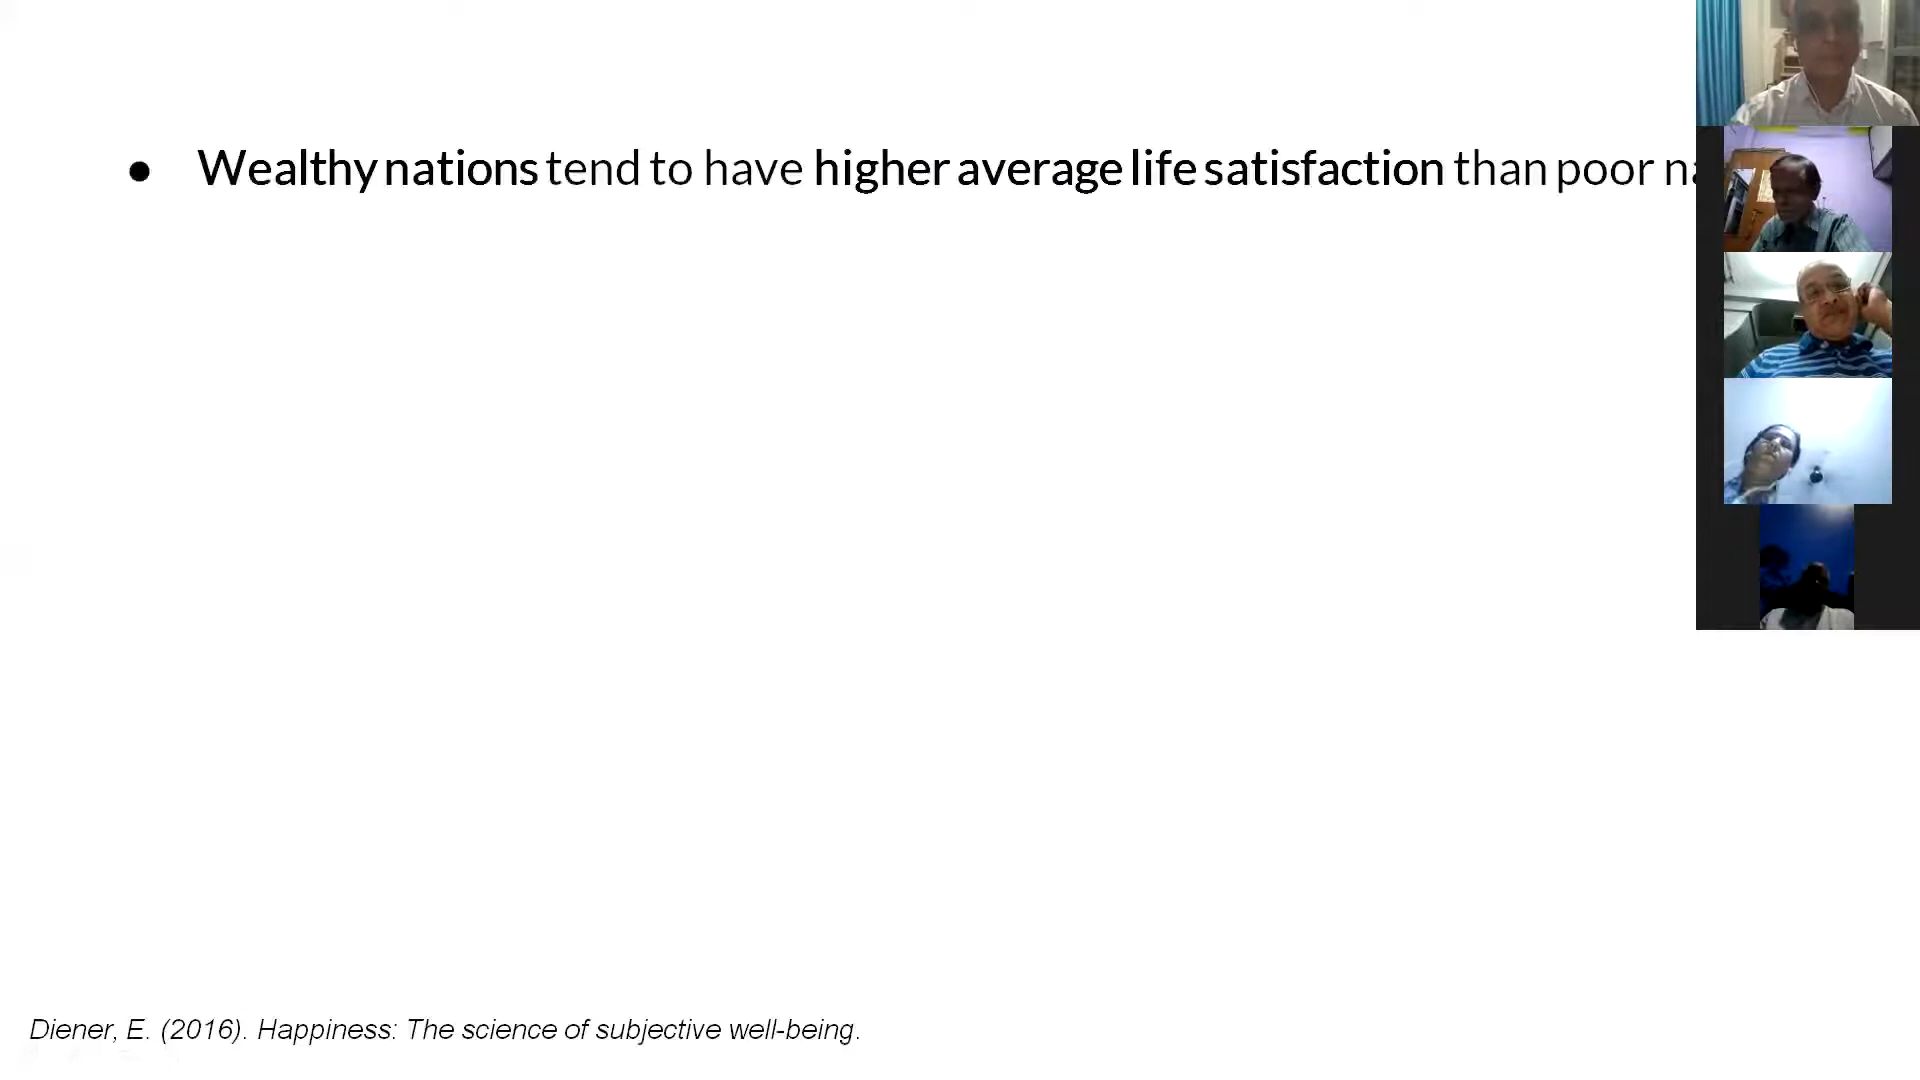 ● Wealthy nations tend to have higher average life satisfaction than poor
Diener, E. (2016). Happiness: The science of subjective well-being.